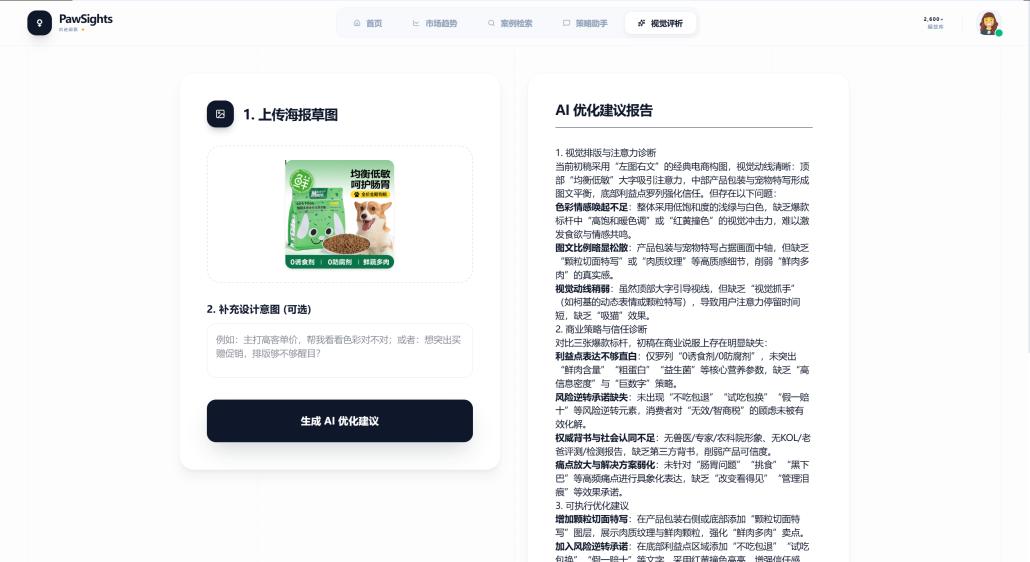 PawSights
首页
市场趋势
案例检索
策略助手
视觉评析
2,600+
1. 上传海报草图
均衡低敏
呵护肠胃
鲜
0诱食剂 | 0防腐剂 | 鲜蔬多肉
2. 补充设计意图 (可选)
例如：主打高客单价，帮我看看色彩对不对；或者：想突出买
赠促销，排版够不够醒目？
生成 AI 优化建议
AI 优化建议报告
1. 视觉排版与注意力诊断
当前初稿采用“左图右文”的经典电商构图，视觉动线清晰：顶
部“均衡低敏”大字吸引注意力，中部产品包装与宠物特写形成
图文平衡，底部利益点罗列强化信任。但存在以下问题：
色彩情感唤起不足：整体采用低饱和度的浅绿与白色，缺乏爆款
标杆中“高饱和暖色调”或“红黄撞色”的视觉冲击力，难以激
发食欲与情感共鸣。
图文比例略显松散：产品包装与宠物特写占据画面中轴，但缺乏
“颗粒切面特写”或“肉质纹理”等高质感细节，削弱“鲜肉多
肉”的真实感。
视觉动线稍弱：虽然顶部大字引导视线，但缺乏“视觉抓手”
（如柯基的动态表情或颗粒特写），导致用户注意力停留时间
短，缺乏“吸猫”效果。
2. 商业策略与信任诊断
对比三张爆款标杆，初稿在商业说服上存在明显缺失：
利益点表达不够直白：仅罗列“0诱食剂/0防腐剂”，未突出
“鲜肉含量”“粗蛋白”“益生菌”等核心营养参数，缺乏“高
信息密度”与“巨数字”策略。
风险逆转承诺缺失：未出现“不吃包退”“试吃包换”“假一赔
十”等风险逆转元素，消费者对“无效/智商税”的顾虑未被有
效化解。
权威背书与社会认同不足：无兽医/专家/农科院形象、无KOL/老
爸评测/检测报告，缺乏第三方背书，削弱产品可信度。
痛点放大与解决方案弱化：未针对“肠胃问题”“挑食”“黑下
巴”等高频痛点进行具象化表达，缺乏“改变看得见”“管理泪
痕”等效果承诺。
3. 可执行优化建议
增加颗粒切面特写：在产品包装右侧或底部添加“颗粒切面特
写”图层，展示肉质纹理与鲜肉颗粒，强化“鲜肉多肉”卖点。
加入风险逆转承诺：在底部利益点区域添加“不吃包退”“试吃
包换”“假一赔十”等文字，采用红黄撞色高亮，增强信任感